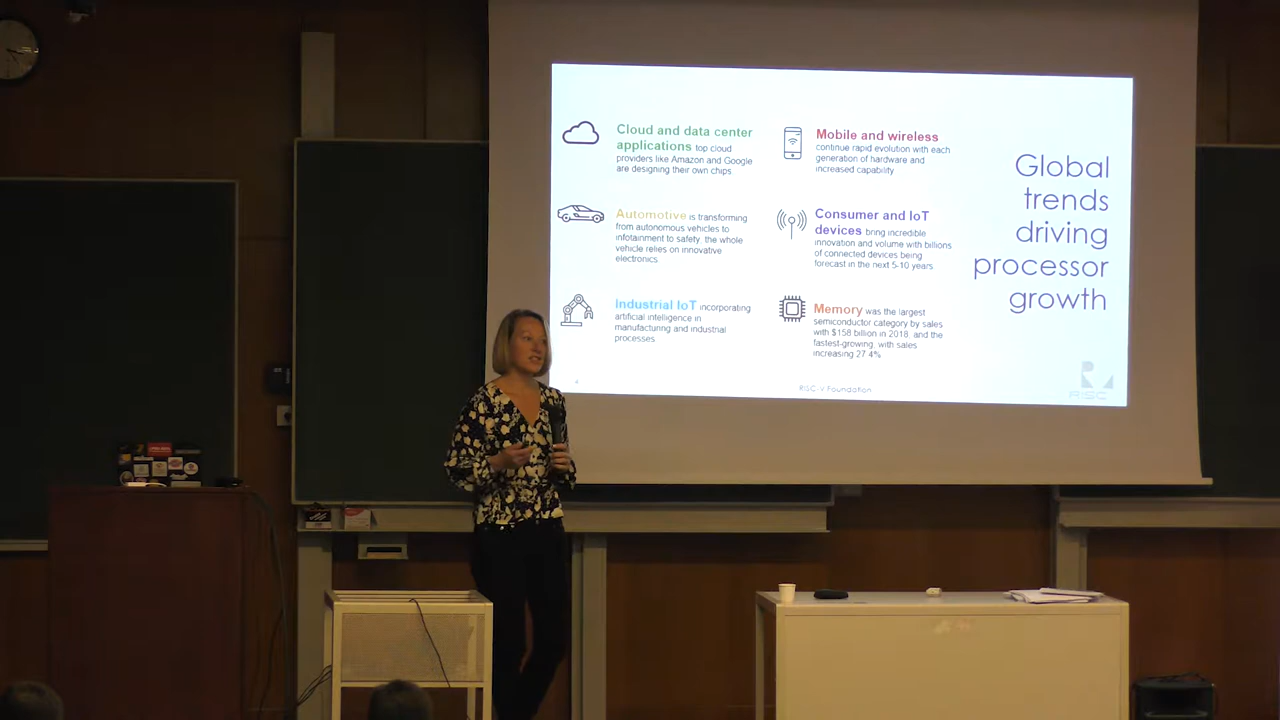 Cloud and data center
applications top cloud
providers like Amazon and Google
are designing their own chips
Automotive is transforming
from autonomous vehicles to
infotainment to safety, the whole
vehicle relies on innovative
electronics
Industrial IoT incorporating
artificial intelligence in
manufacturing and industrial
processes
Mobile and wireless
continue rapid evolution with each
generation of hardware and
increased capability
Consumer and IoT
devices bring incredible
innovation and volume with billions
of connected devices being
forecast in the next 5-10 years
Memory was the largest
semiconductor category by sales
with $158 billion in 2018, and the
fastest-growing, with sales
increasing 27.4%
Global
trends
driving
processor
growth
RISC-V Foundation
RISC